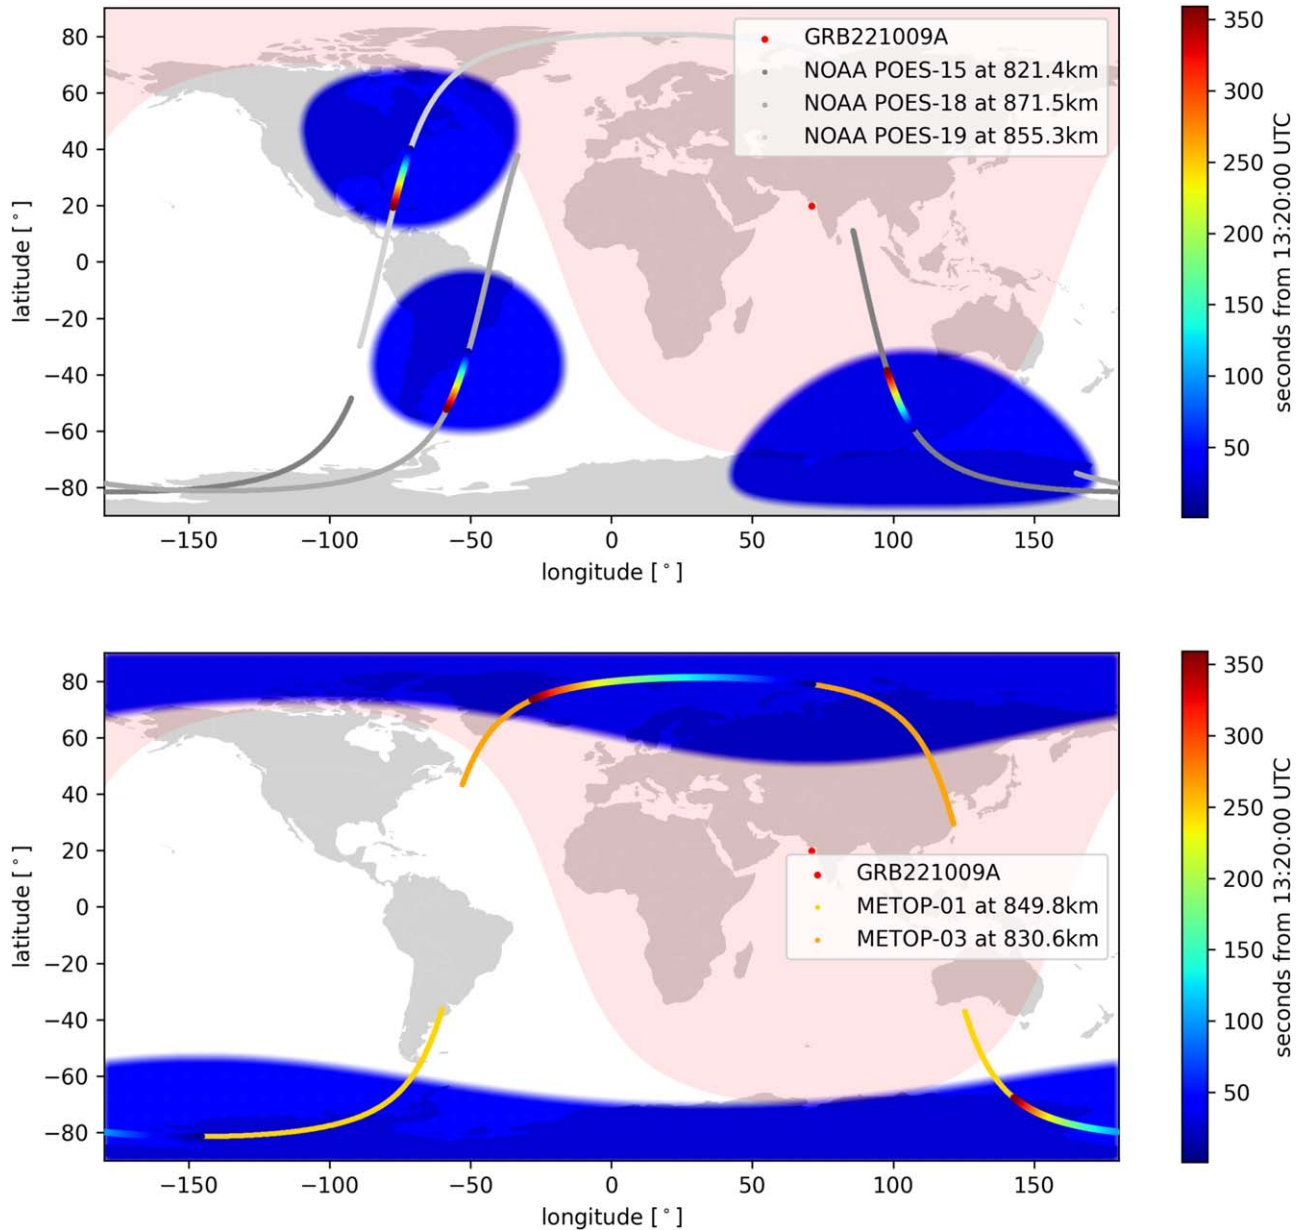 GRB221009A
NOAA POES-15 at 821.4km
NOAA POES-18 at 871.5km
NOAA POES-19 at 855.3km
80
60
40
20
0
−20
−40
−60
−80
latitude [°]
−150 −100 −50 0 50 100 150
longitude [°]
350
300
250
200
150
100
50
seconds from 13:20:00 UTC
80
60
40
20
0
−20
−40
−60
−80
latitude [°]
GRB221009A
METOP-01 at 849.8km
METOP-03 at 830.6km
−150 −100 −50 0 50 100 150
longitude [°]
350
300
250
200
150
100
50
seconds from 13:20:00 UTC